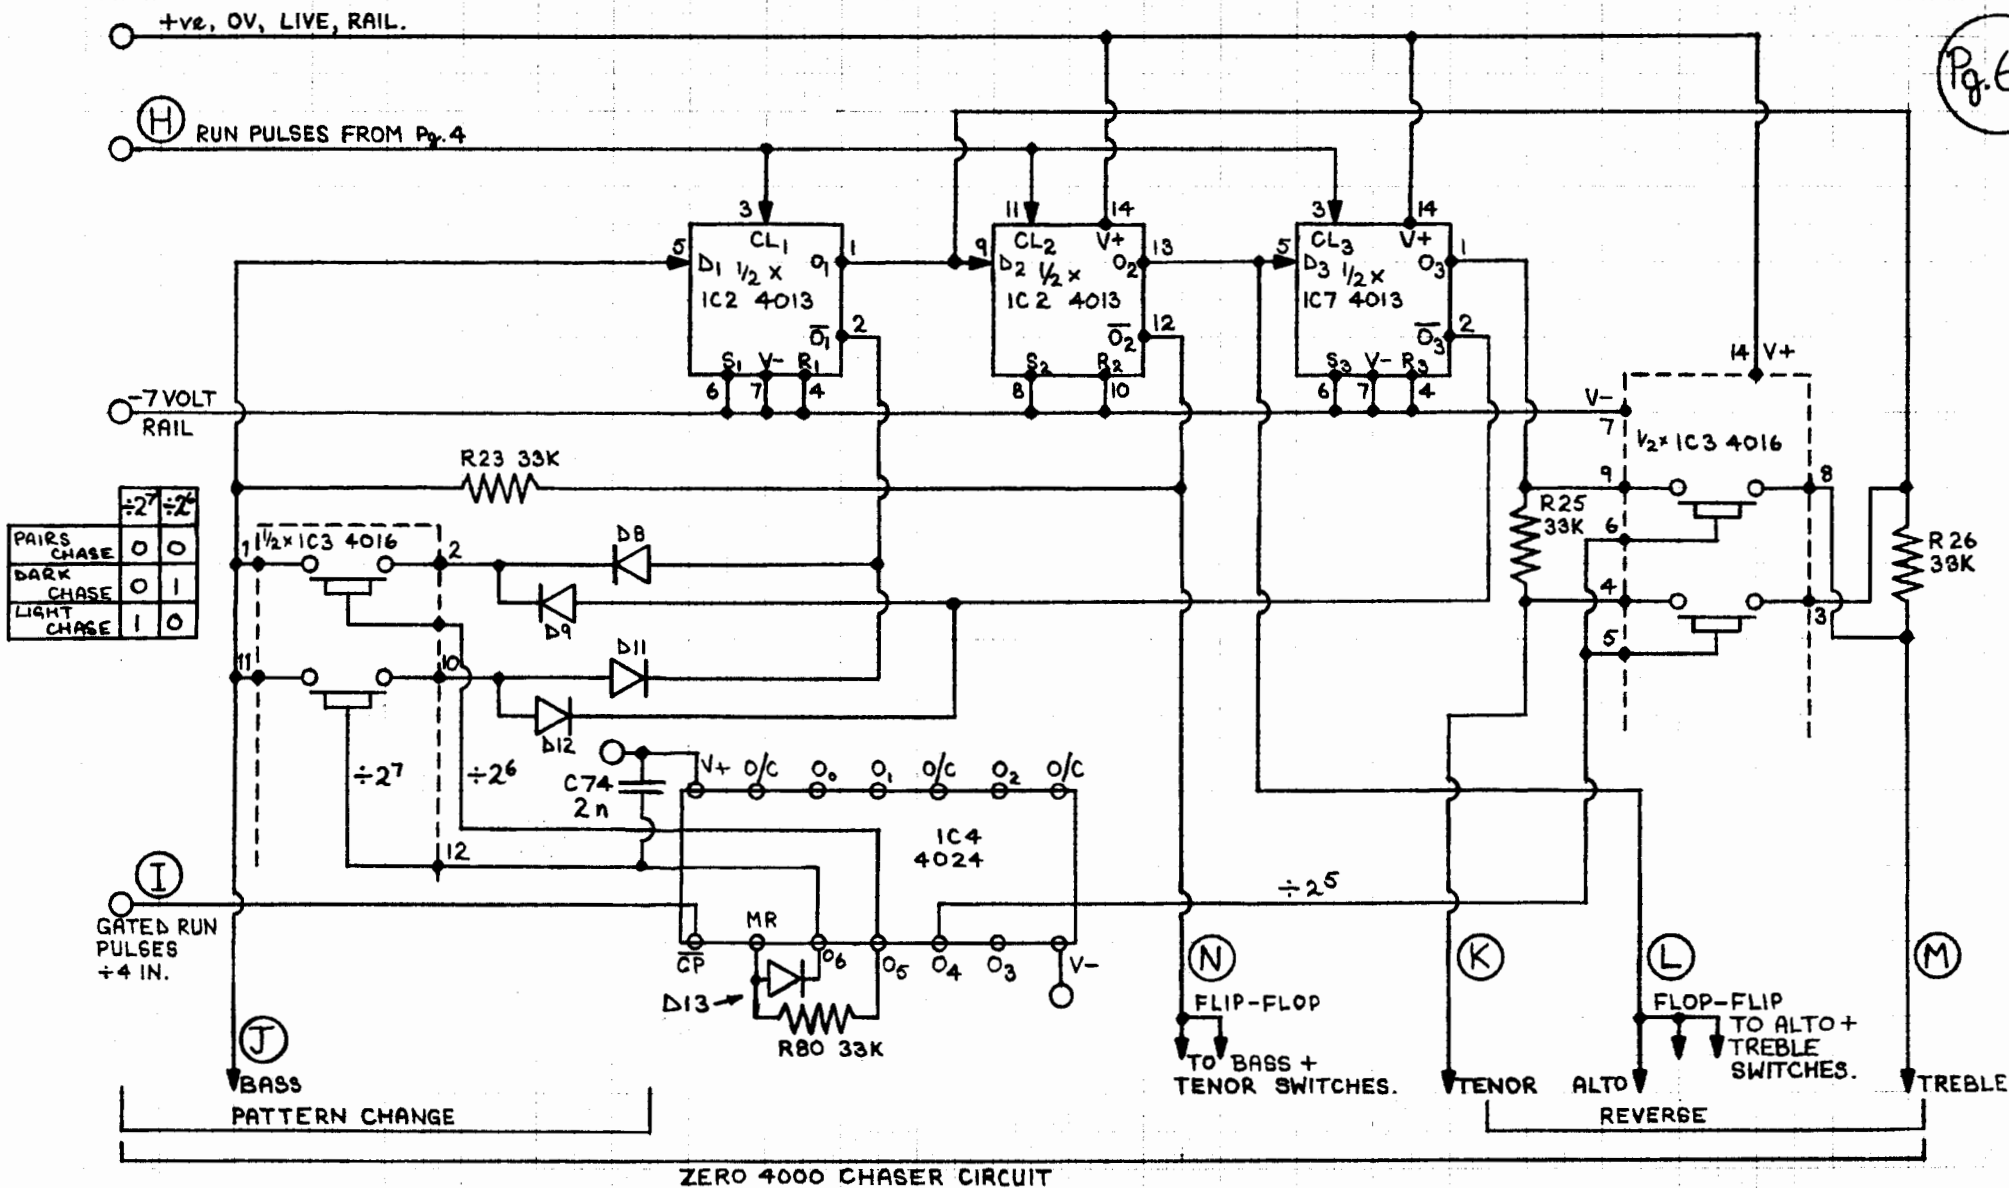 +ve, 0V, LIVE, RAIL.
H
RUN PULSES FROM Pg. 4
3
CL1
5
D1
1/2 x
IC2 4013
O1
1
O̅1
2
S1 V- R1
6 7 4
11
CL2
14
V+
9
D2
1/2 x
IC2 4013
O2
13
O̅2
12
S2 R2
8 10
3
CL3
14
V+
5
D3
1/2 x
IC7 4013
O3
1
O̅3
2
S3 V- R3
6 7 4
-7 VOLT
RAIL
R23 33K
÷2⁷ ÷2⁶
PAIRS CHASE 0 0
DARK CHASE 0 1
LIGHT CHASE 1 0
1
1/2 x IC3 4016
2
D8
D9
11
10
D11
D12
÷2⁷
÷2⁶
12
14 V+
V-
7
1/2 x IC3 4016
9
8
6
4
3
5
R25
33K
R26
33K
C74
2n
V+ O/C O0 O1 O/C O2 O/C
IC4
4024
C̅P̅ MR O6 O5 O4 O3 V-
÷2⁵
D13
R80 33K
I
GATED RUN
PULSES
÷4 IN.
J
BASS
PATTERN CHANGE
N
FLIP-FLOP
TO BASS +
TENOR SWITCHES.
K
TENOR
L
FLOP-FLIP
TO ALTO +
TREBLE
SWITCHES.
ALTO
M
TREBLE
REVERSE
ZERO 4000 CHASER CIRCUIT